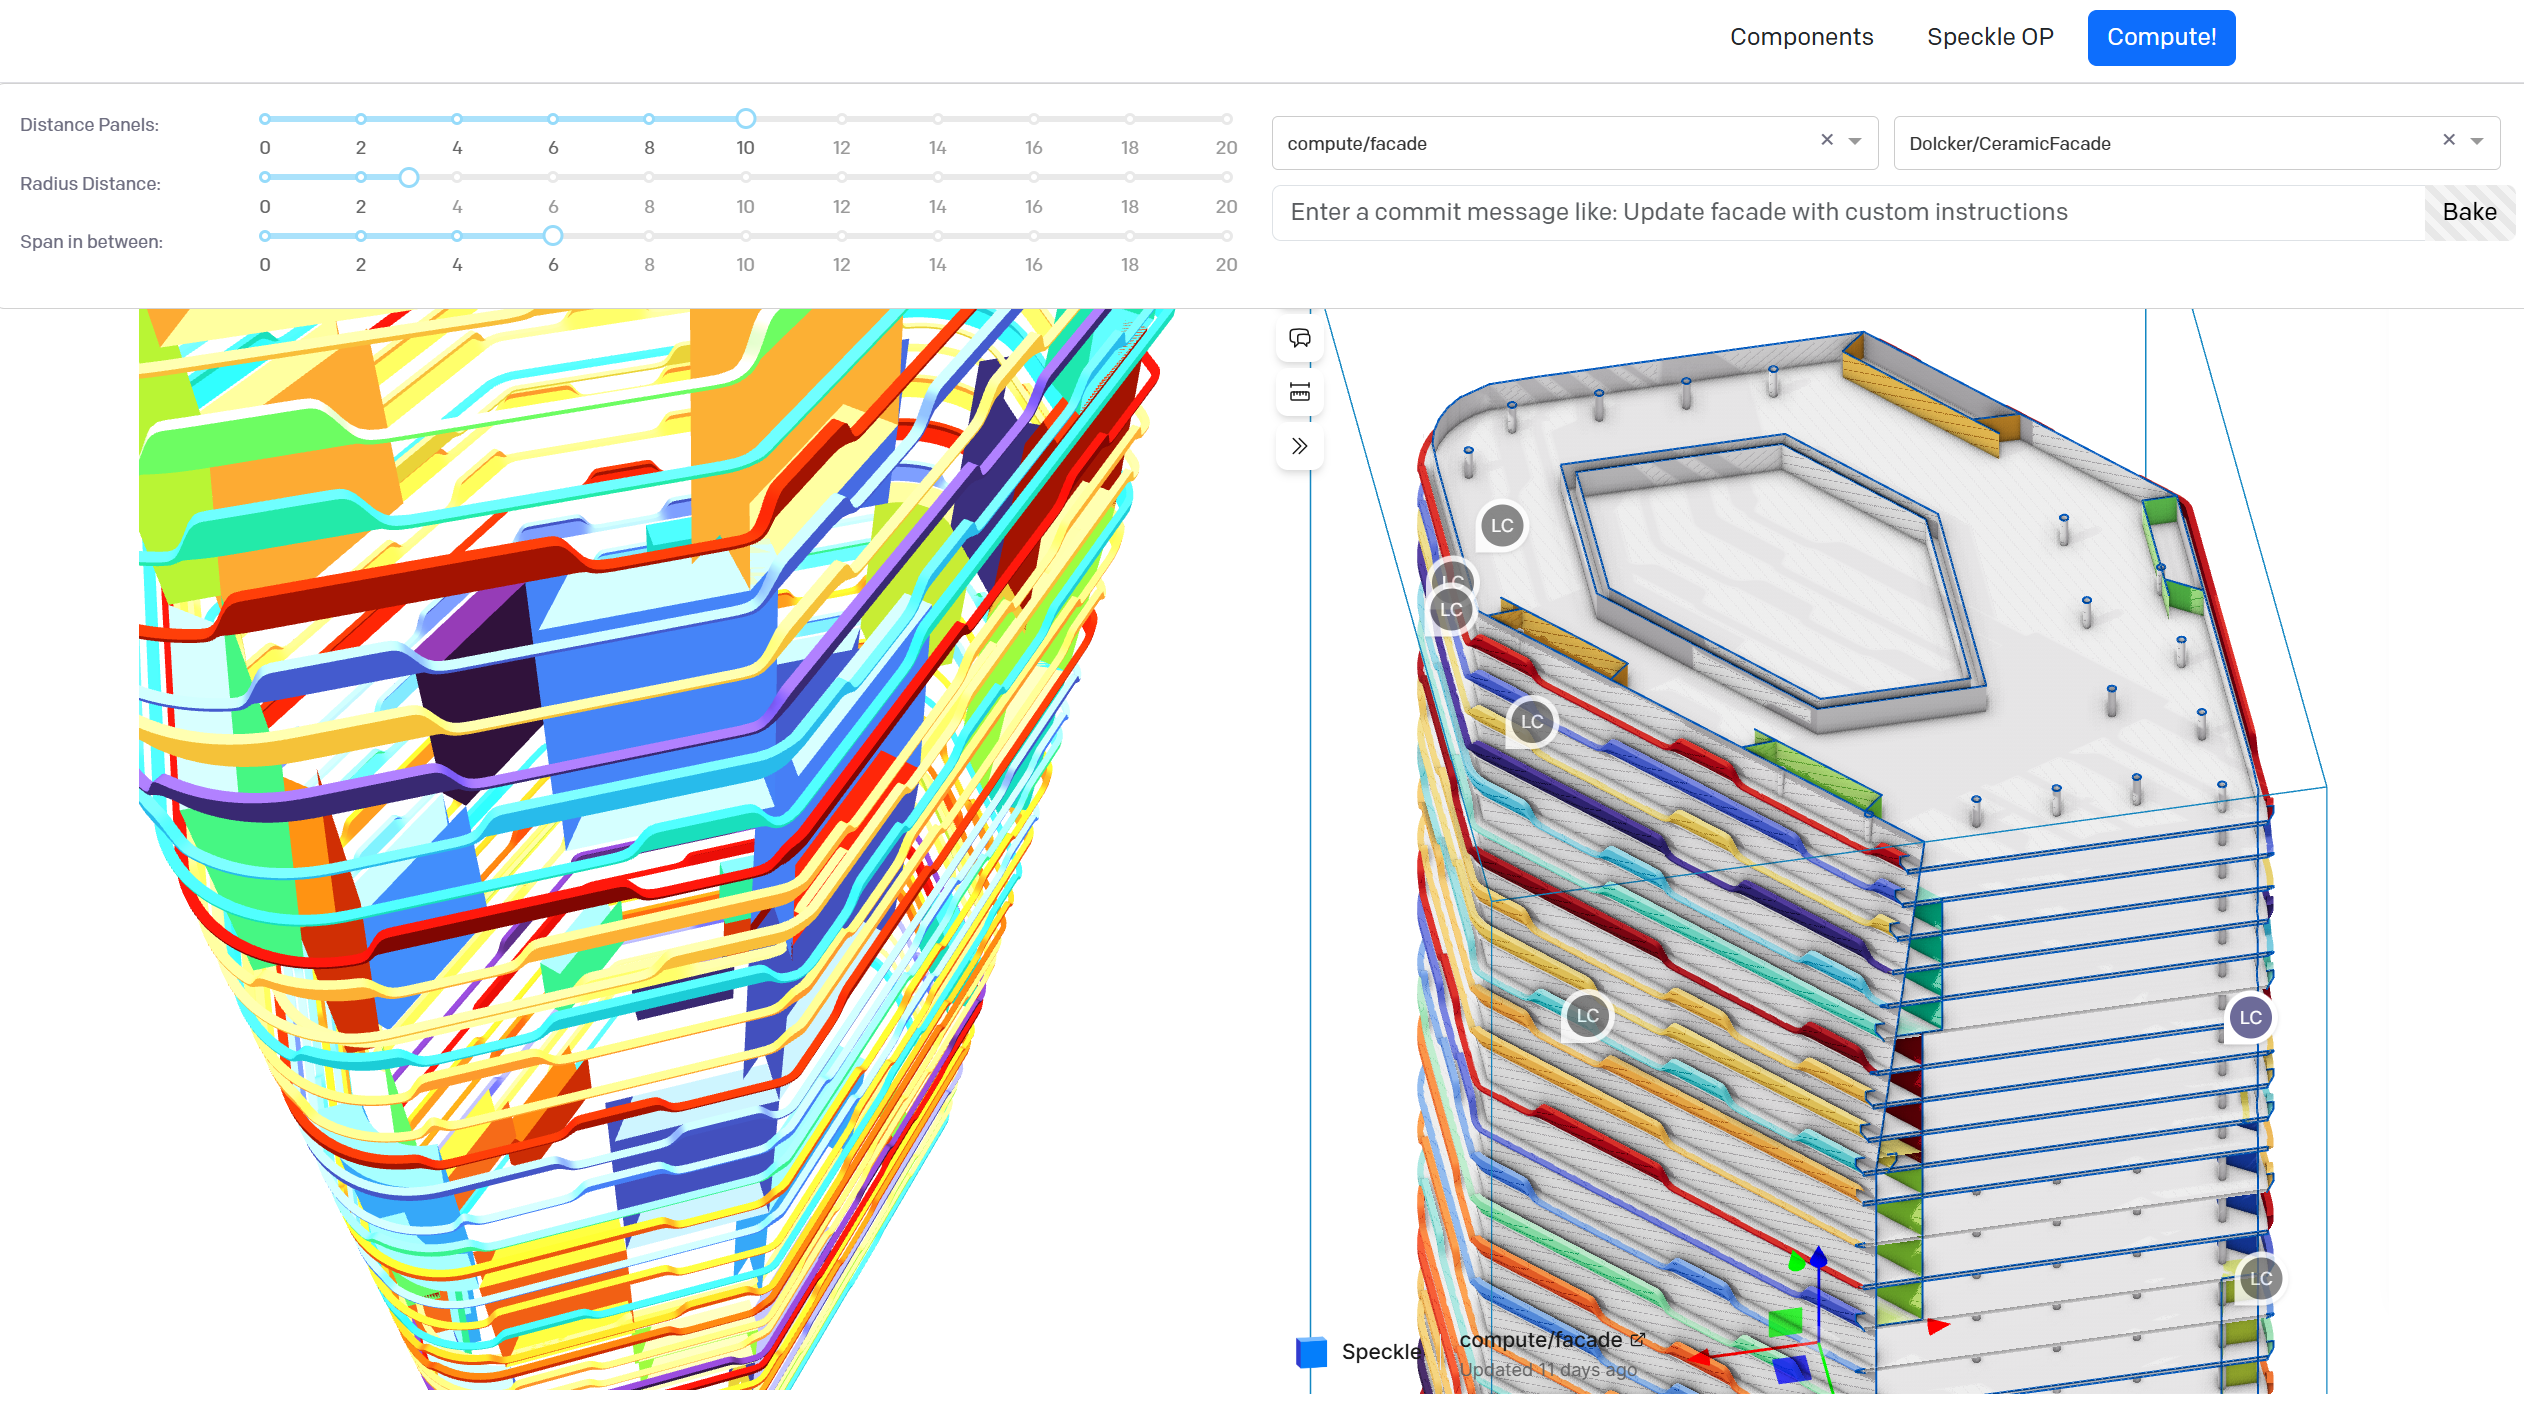 Components Speckle OP Compute!
Distance Panels:
0 2 4 6 8 10 12 14 16 18 20
Radius Distance:
0 2 4 6 8 10 12 14 16 18 20
Span in between:
0 2 4 6 8 10 12 14 16 18 20
compute/facade
Dolcker/CeramicFacade
Enter a commit message like: Update facade with custom instructions
Bake
LC
LC
LC
LC
LC
LC
LC
Speckle
compute/facade
Updated 11 days ago